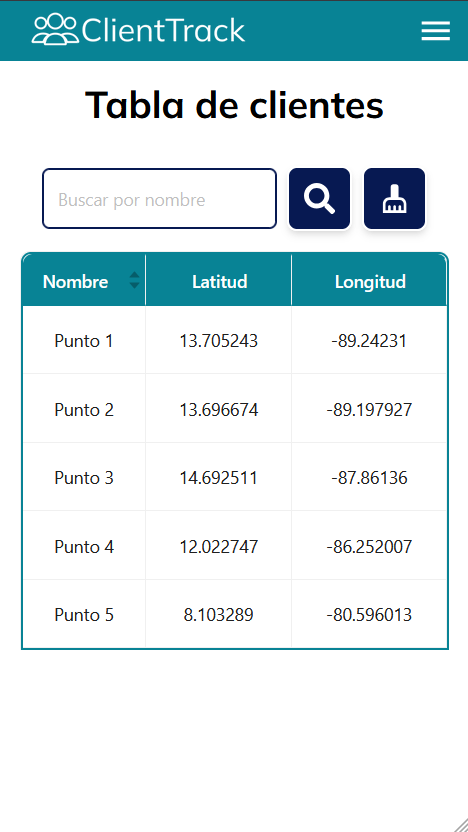 ClientTrack
Tabla de clientes
Buscar por nombre
Nombre Latitud Longitud
Punto 1 13.705243 -89.24231
Punto 2 13.696674 -89.197927
Punto 3 14.692511 -87.86136
Punto 4 12.022747 -86.252007
Punto 5 8.103289 -80.596013